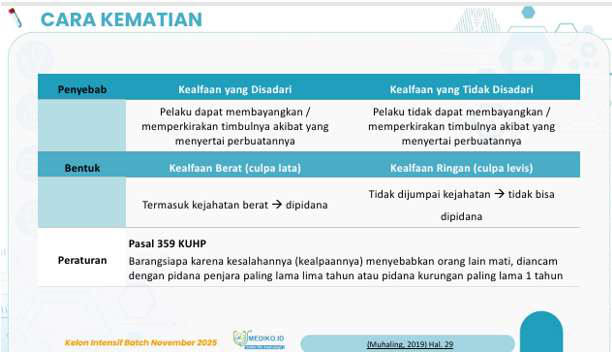 CARA KEMATIAN
Penyebab
Kealfaan yang Disadari
Kealfaan yang Tidak Disadari
Pelaku dapat membayangkan /
memperkirakan timbulnya akibat yang
menyertai perbuatannya
Pelaku tidak dapat membayangkan /
memperkirakan timbulnya akibat yang
menyertai perbuatannya
Bentuk
Kealfaan Berat (culpa lata)
Kealfaan Ringan (culpa levis)
Termasuk kejahatan berat → dipidana
Tidak dijumpai kejahatan → tidak bisa
dipidana
Peraturan
Pasal 359 KUHP
Barangsiapa karena kesalahannya (kealpaannya) menyebabkan orang lain mati, diancam
dengan pidana penjara paling lama lima tahun atau pidana kurungan paling lama 1 tahun
Kelon Intensif Batch November 2025
MEDIKO.ID
(Muhaling, 2019) Hal. 29